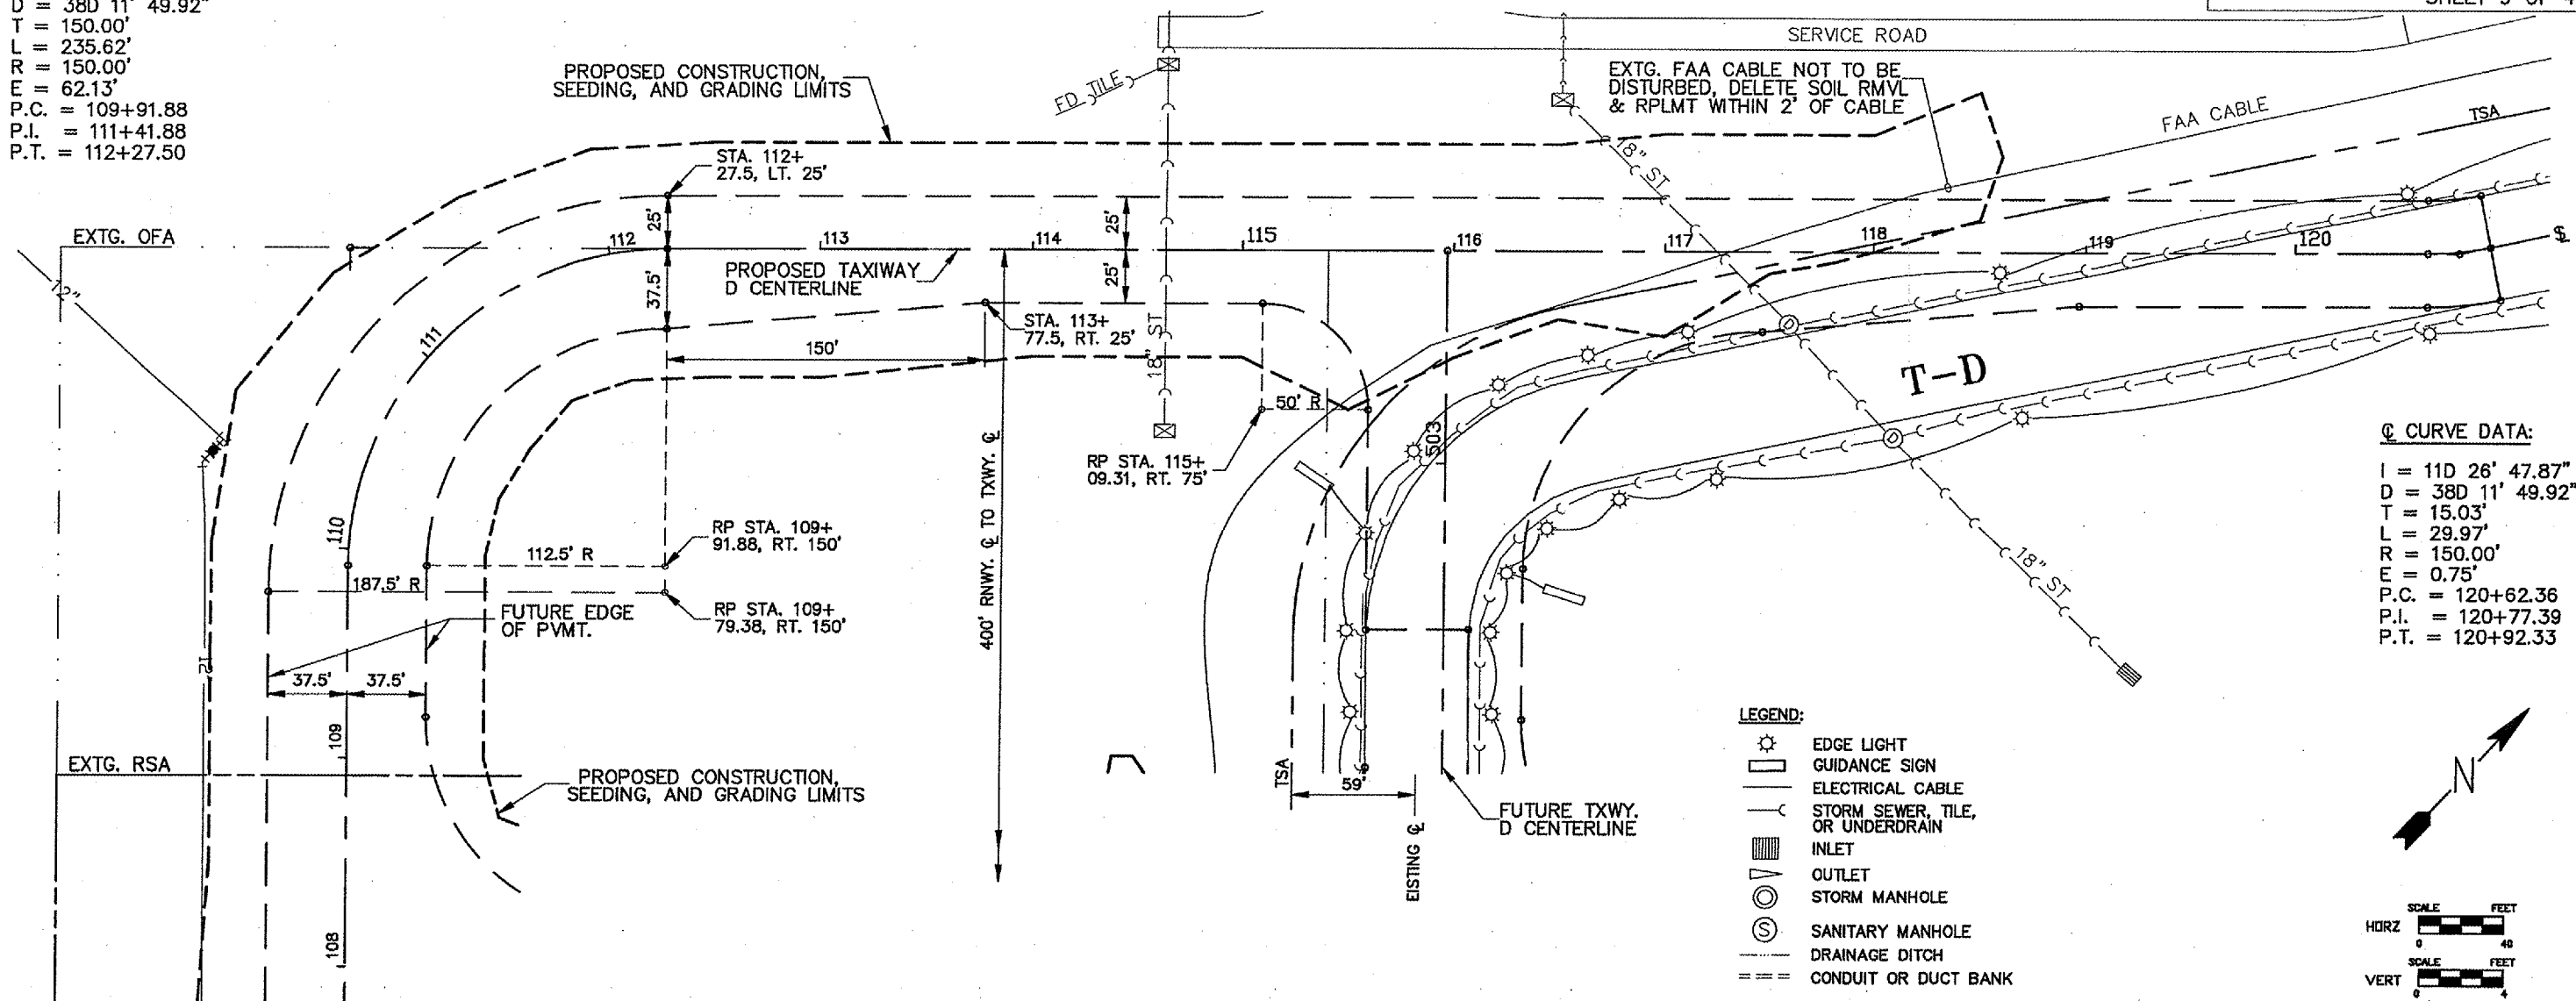 D = 38D 11' 49.92"
T = 150.00'
L = 235.62'
R = 150.00'
E = 62.13'
P.C. = 109+91.88
P.I. = 111+41.88
P.T. = 112+27.50
SERVICE ROAD
PROPOSED CONSTRUCTION,
SEEDING, AND GRADING LIMITS
FD TILE
EXTG. FAA CABLE NOT TO BE
DISTURBED, DELETE SOIL RMVL
& RPLMT WITHIN 2' OF CABLE
FAA CABLE
TSA
STA. 112+
27.5, LT. 25'
18" ST
EXTG. OFA
25'
25'
112
113
114
115
116
117
118
119
120
℄
12"
PROPOSED TAXIWAY
D CENTERLINE
37.5'
25'
STA. 113+
77.5, RT. 25'
150'
18" ST
111
T-D
50' R
503
400' RNWY. ℄ TO TXWY. ℄
RP STA. 115+
09.31, RT. 75'
℄ CURVE DATA:
I = 11D 26' 47.87"
D = 38D 11' 49.92"
T = 15.03'
L = 29.97'
R = 150.00'
E = 0.75'
P.C. = 120+62.36
P.I. = 120+77.39
P.T. = 120+92.33
110
112.5' R
RP STA. 109+
91.88, RT. 150'
187.5' R
RP STA. 109+
79.38, RT. 150'
FUTURE EDGE
OF PVMT.
18" ST
37.5'
37.5'
109
EXTG. RSA
PROPOSED CONSTRUCTION,
SEEDING, AND GRADING LIMITS
TSA
59'
EISTING ℄
FUTURE TXWY.
D CENTERLINE
108
LEGEND:
EDGE LIGHT
GUIDANCE SIGN
ELECTRICAL CABLE
STORM SEWER, TILE,
OR UNDERDRAIN
INLET
OUTLET
D STORM MANHOLE
S SANITARY MANHOLE
DRAINAGE DITCH
CONDUIT OR DUCT BANK
N
SCALE FEET
HORZ
0 40
SCALE FEET
VERT
0 4